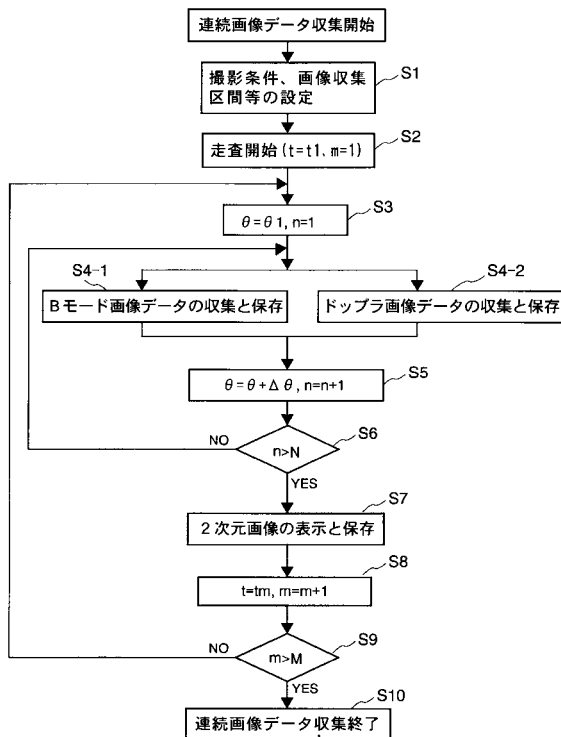 連続画像データ収集開始
S1
撮影条件、画像収集
区間等の設定
S2
走査開始(t=t1、m=1)
S3
θ=θ1, n=1
S4-1
Bモード画像データの収集と保存
S4-2
ドップラ画像データの収集と保存
S5
θ=θ+Δθ, n=n+1
S6
n>N
NO
YES
S7
2次元画像の表示と保存
S8
t=tm, m=m+1
S9
m>M
NO
YES
S10
連続画像データ収集終了